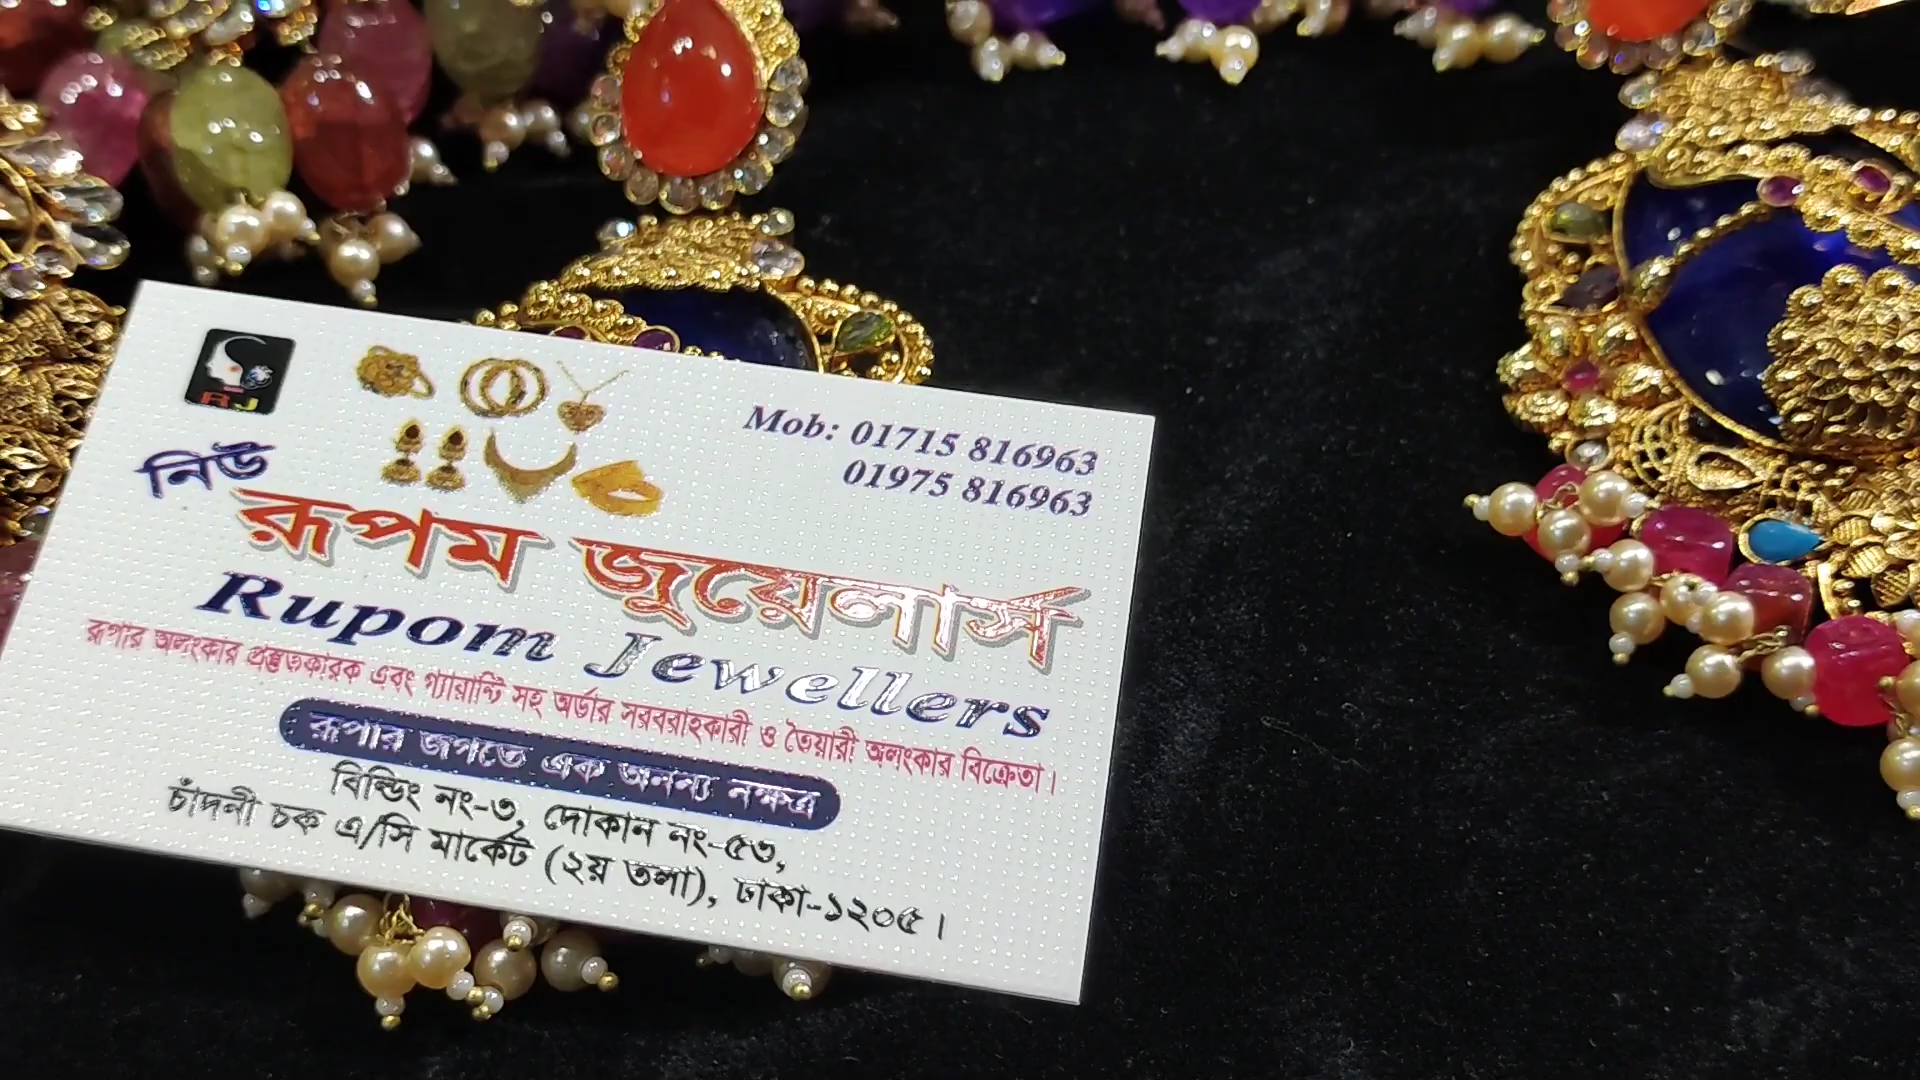 RJ
Mob: 01715 816963
01975 816963
নিউ
রূপম জুয়েলার্স
Rupom Jewellers
রূপার অলংকার প্রস্তুতকারক এবং গ্যারান্টি সহ অর্ডার সরবরাহকারী ও তৈয়ারী অলংকার বিক্রেতা।
রূপার জগতে এক অনন্য নক্ষত্র
বিল্ডিং নং-৩, দোকান নং-৫৩,
চাঁদনী চক এ/সি মার্কেট (২য় তলা), ঢাকা-১২০৫।